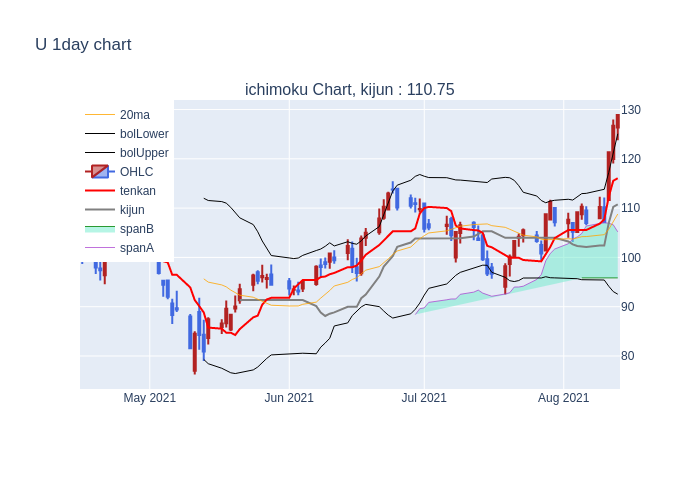 U 1day chart
ichimoku Chart, kijun : 110.75
20ma
bolLower
bolUpper
OHLC
tenkan
kijun
spanB
spanA
130
120
110
100
90
80
May 2021
Jun 2021
Jul 2021
Aug 2021